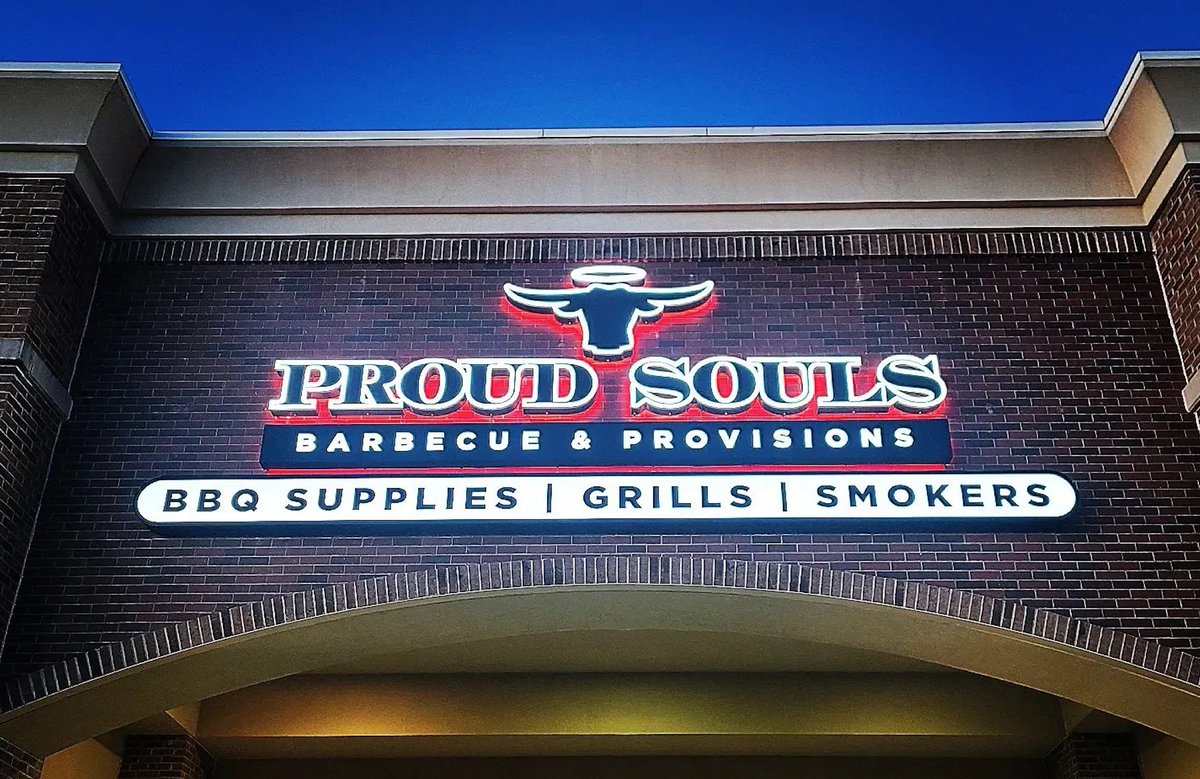 PROUD SOULS
BARBECUE & PROVISIONS
BBQ SUPPLIES | GRILLS | SMOKERS